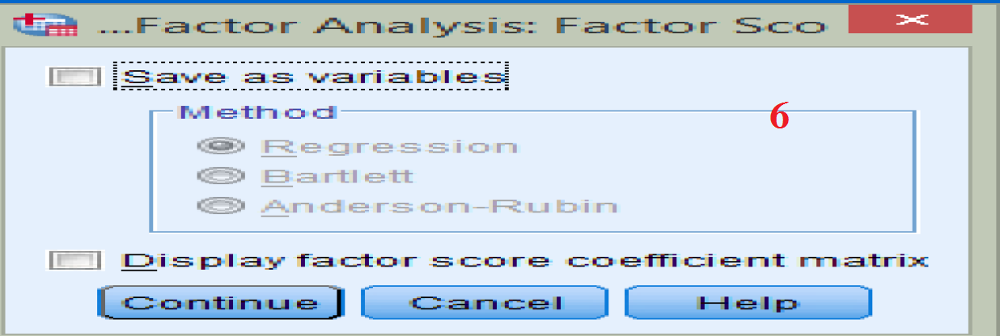 ...Factor Analysis: Factor Sco
Save as variables
Method
6
Regression
Bartlett
Anderson-Rubin
Display factor score coefficient matrix
Continue Cancel Help